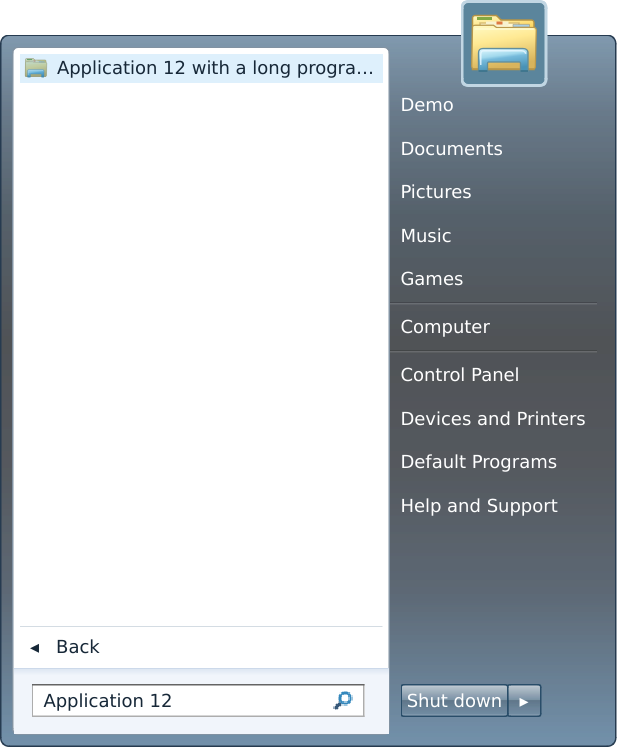 Application 12 with a long progra...
Demo
Documents
Pictures
Music
Games
Computer
Control Panel
Devices and Printers
Default Programs
Help and Support
Back
Application 12
Shut down